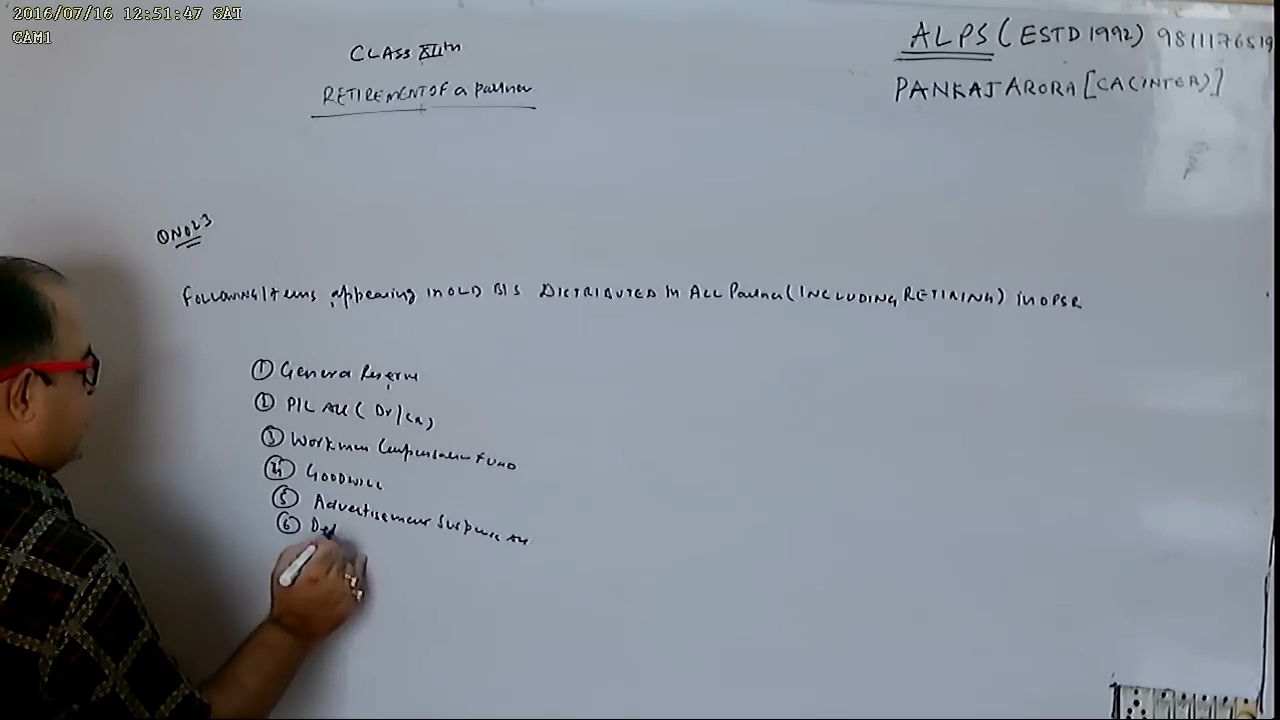 2016/07/16 12:51:47 SAT
CAM1
CLASS XIIth
RETIREMENT OF a partner
ALPS (ESTD 1992) 9811176519
PANKAJ ARORA [CA(INTER)]
QNO23
Following Items appearing in OLD B/S DISTRIBUTED IN ALL Partner (INCLUDING RETIRING) IN OPSR
① General Reserve
② P/L A/c (Dr/Cr)
③ Workmen Compensation FUND
④ GOODWILL
⑤ Advertisement Suspense A/c
⑥ Def